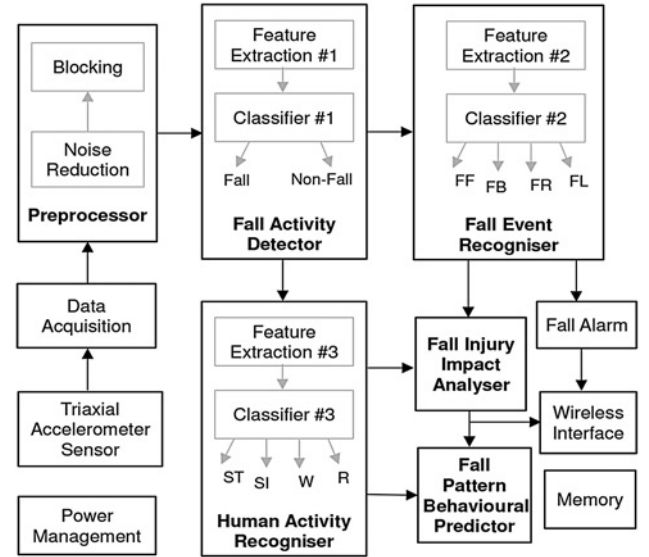 Blocking
Noise
Reduction
Preprocessor
Data
Acquisition
Triaxial
Accelerometer
Sensor
Power
Management
Feature
Extraction #1
Classifier #1
Fall
Non-Fall
Fall Activity
Detector
Feature
Extraction #2
Classifier #2
FF
FB
FR
FL
Fall Event
Recogniser
Feature
Extraction #3
Classifier #3
ST
SI
W
R
Human Activity
Recogniser
Fall Injury
Impact
Analyser
Fall Alarm
Wireless
Interface
Fall
Pattern
Behavioural
Predictor
Memory